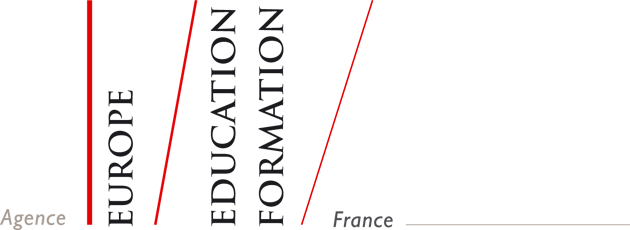 Agence
EUROPE
EDUCATION
FORMATION
France